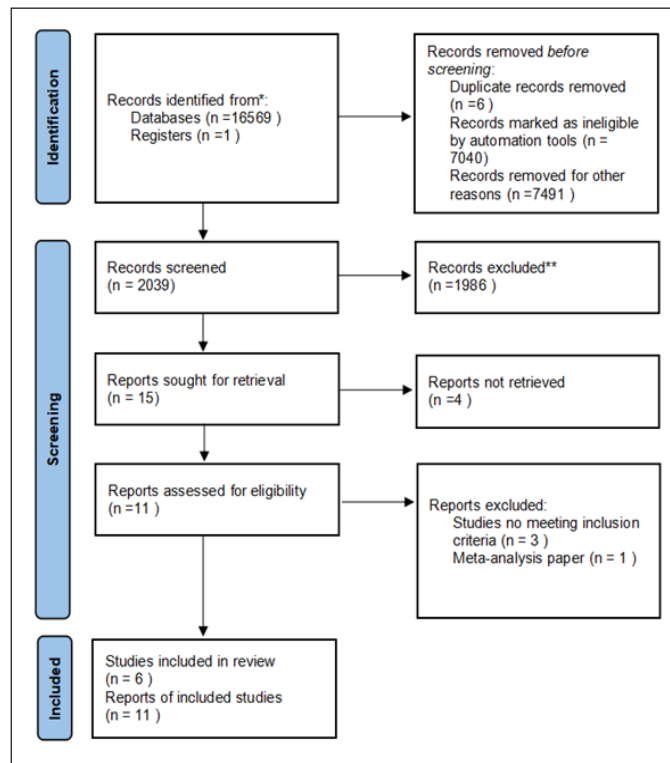 Identification
Records identified from*:
Databases (n =16569 )
Registers (n =1 )
Records removed before
screening:
Duplicate records removed
(n =6 )
Records marked as ineligible
by automation tools (n =
7040)
Records removed for other
reasons (n =7491 )
Screening
Records screened
(n = 2039)
Records excluded**
(n =1986 )
Reports sought for retrieval
(n = 15)
Reports not retrieved
(n =4 )
Reports assessed for eligibility
(n =11 )
Reports excluded:
Studies no meeting inclusion
criteria (n = 3 )
Meta-analysis paper (n = 1 )
Included
Studies included in review
(n = 6 )
Reports of included studies
(n = 11 )